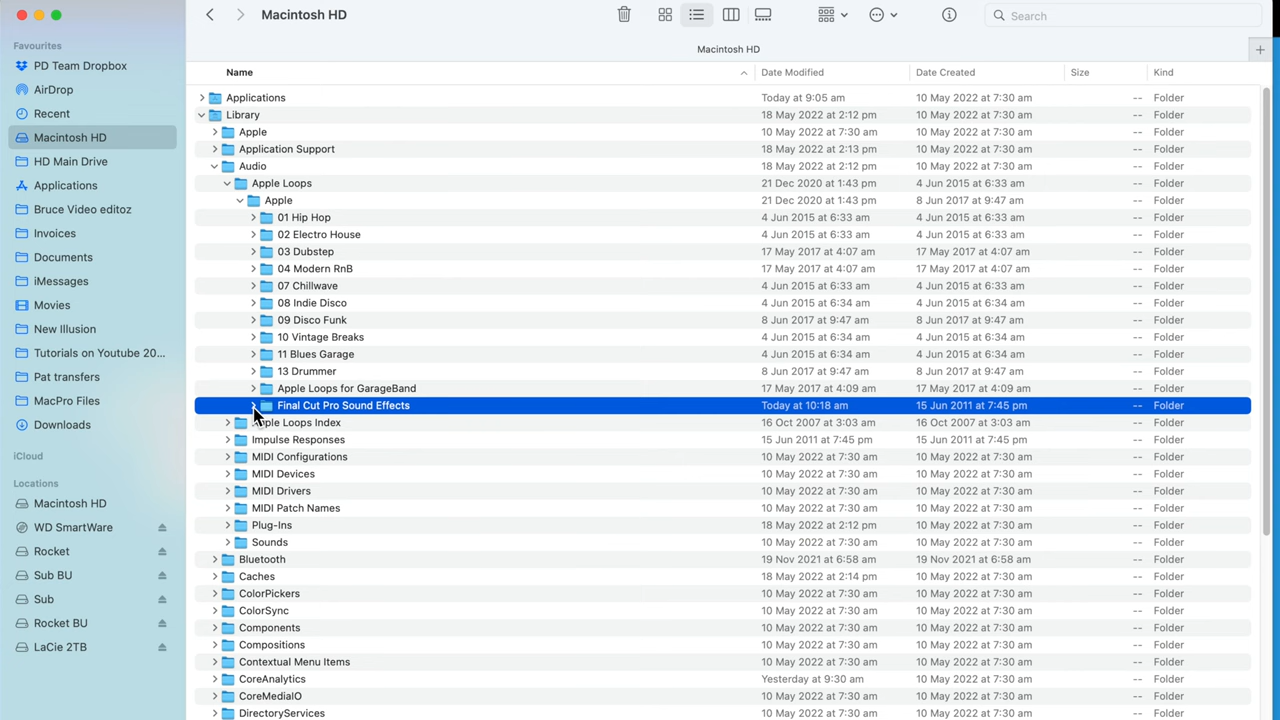 Macintosh HD
Search
Macintosh HD
Favourites
PD Team Dropbox
AirDrop
Recent
Macintosh HD
HD Main Drive
Applications
Bruce Video editoz
Invoices
Documents
iMessages
Movies
New Illusion
Tutorials on Youtube 20...
Pat transfers
MacPro Files
Downloads
iCloud
Locations
Macintosh HD
WD SmartWare
Rocket
Sub BU
Sub
Rocket BU
LaCie 2TB
Name Date Modified Date Created Size Kind
Applications Today at 9:05 am 10 May 2022 at 7:30 am -- Folder
Library 18 May 2022 at 2:12 pm 10 May 2022 at 7:30 am -- Folder
Apple 10 May 2022 at 7:30 am 10 May 2022 at 7:30 am -- Folder
Application Support 18 May 2022 at 2:13 pm 10 May 2022 at 7:30 am -- Folder
Audio 18 May 2022 at 2:12 pm 10 May 2022 at 7:30 am -- Folder
Apple Loops 21 Dec 2020 at 1:43 pm 4 Jun 2015 at 6:33 am -- Folder
Apple 21 Dec 2020 at 1:43 pm 8 Jun 2017 at 9:47 am -- Folder
01 Hip Hop 4 Jun 2015 at 6:33 am 4 Jun 2015 at 6:33 am -- Folder
02 Electro House 4 Jun 2015 at 6:33 am 4 Jun 2015 at 6:33 am -- Folder
03 Dubstep 17 May 2017 at 4:07 am 17 May 2017 at 4:07 am -- Folder
04 Modern RnB 17 May 2017 at 4:07 am 17 May 2017 at 4:07 am -- Folder
07 Chillwave 4 Jun 2015 at 6:33 am 4 Jun 2015 at 6:33 am -- Folder
08 Indie Disco 4 Jun 2015 at 6:34 am 4 Jun 2015 at 6:34 am -- Folder
09 Disco Funk 8 Jun 2017 at 9:47 am 8 Jun 2017 at 9:47 am -- Folder
10 Vintage Breaks 4 Jun 2015 at 6:34 am 4 Jun 2015 at 6:34 am -- Folder
11 Blues Garage 4 Jun 2015 at 6:34 am 4 Jun 2015 at 6:34 am -- Folder
13 Drummer 8 Jun 2017 at 9:47 am 8 Jun 2017 at 9:47 am -- Folder
Apple Loops for GarageBand 17 May 2017 at 4:09 am 17 May 2017 at 4:09 am -- Folder
Final Cut Pro Sound Effects Today at 10:18 am 15 Jun 2011 at 7:45 pm -- Folder
Apple Loops Index 16 Oct 2007 at 3:03 am 16 Oct 2007 at 3:03 am -- Folder
Impulse Responses 15 Jun 2011 at 7:45 pm 15 Jun 2011 at 7:45 pm -- Folder
MIDI Configurations 10 May 2022 at 7:30 am 10 May 2022 at 7:30 am -- Folder
MIDI Devices 10 May 2022 at 7:30 am 10 May 2022 at 7:30 am -- Folder
MIDI Drivers 10 May 2022 at 7:30 am 10 May 2022 at 7:30 am -- Folder
MIDI Patch Names 10 May 2022 at 7:30 am 10 May 2022 at 7:30 am -- Folder
Plug-Ins 18 May 2022 at 2:12 pm 10 May 2022 at 7:30 am -- Folder
Sounds 10 May 2022 at 7:30 am 10 May 2022 at 7:30 am -- Folder
Bluetooth 19 Nov 2021 at 6:58 am 19 Nov 2021 at 6:58 am -- Folder
Caches 18 May 2022 at 2:14 pm 10 May 2022 at 7:30 am -- Folder
ColorPickers 10 May 2022 at 7:30 am 10 May 2022 at 7:30 am -- Folder
ColorSync 10 May 2022 at 7:30 am 10 May 2022 at 7:30 am -- Folder
Components 10 May 2022 at 7:30 am 10 May 2022 at 7:30 am -- Folder
Compositions 10 May 2022 at 7:30 am 10 May 2022 at 7:30 am -- Folder
Contextual Menu Items 10 May 2022 at 7:30 am 10 May 2022 at 7:30 am -- Folder
CoreAnalytics Yesterday at 9:30 am 10 May 2022 at 7:30 am -- Folder
CoreMediaIO 10 May 2022 at 7:30 am 10 May 2022 at 7:30 am -- Folder
DirectoryServices 10 May 2022 at 7:30 am 10 May 2022 at 7:30 am -- Folder